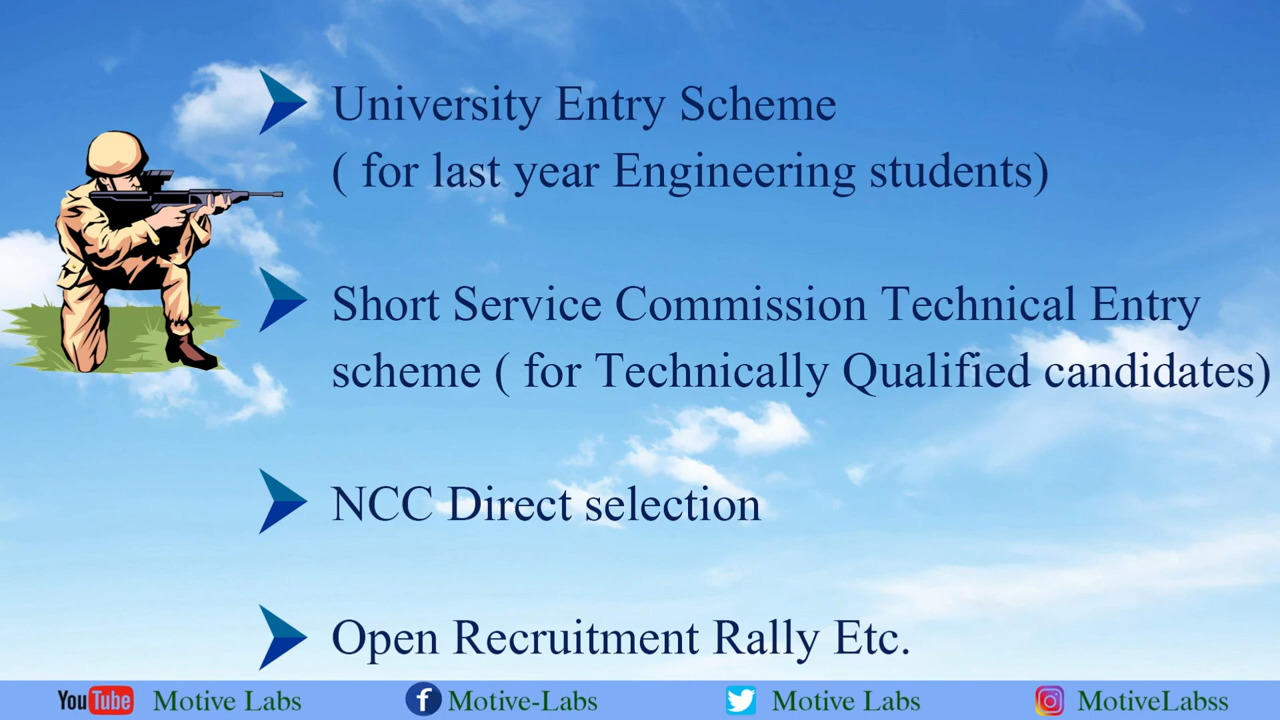 University Entry Scheme
( for last year Engineering students)
Short Service Commission Technical Entry
scheme ( for Technically Qualified candidates)
NCC Direct selection
Open Recruitment Rally Etc.
YouTube Motive Labs f Motive-Labs Motive Labs MotiveLabss